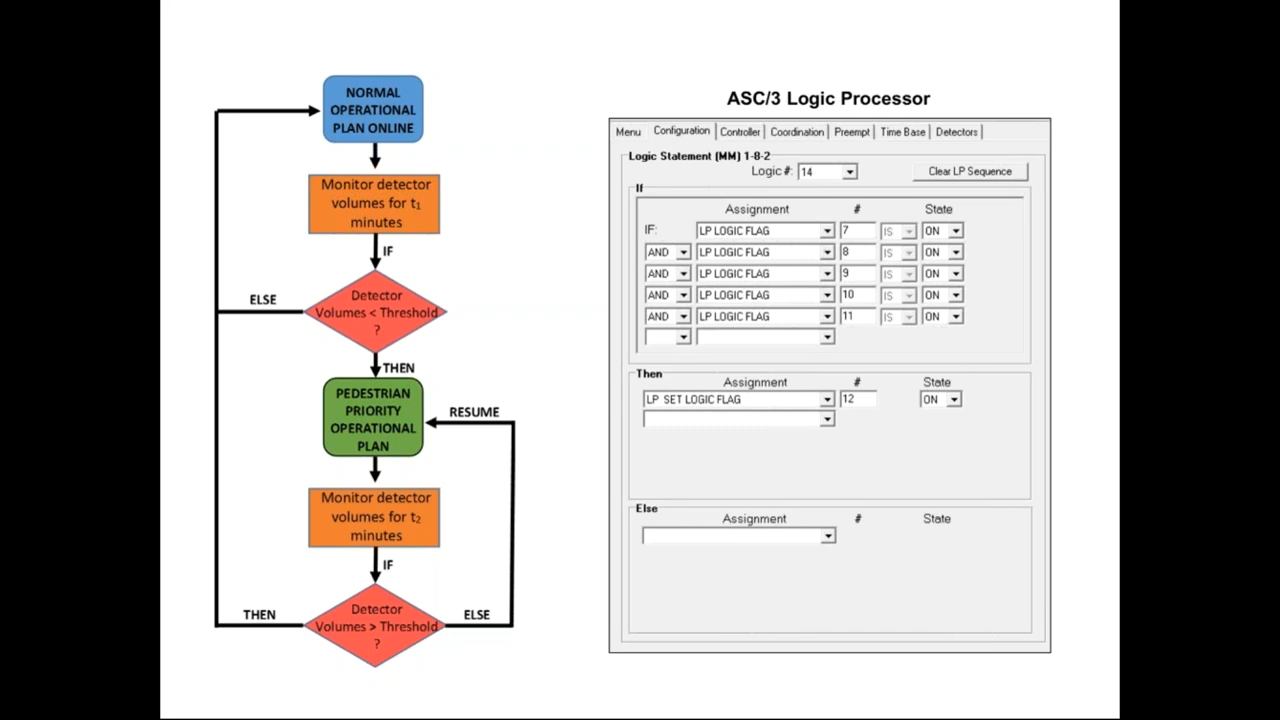 NORMAL
OPERATIONAL
PLAN ONLINE
Monitor detector
volumes for t₁
minutes
IF
ELSE
Detector
Volumes < Threshold
?
THEN
PEDESTRIAN
PRIORITY
OPERATIONAL
PLAN
RESUME
Monitor detector
volumes for t₂
minutes
IF
THEN
Detector
Volumes > Threshold
?
ELSE
ASC/3 Logic Processor
Menu Configuration Controller Coordination Preempt Time Base Detectors
Logic Statement (MM) 1-8-2
Logic #: 14 Clear LP Sequence
If
Assignment # State
IF: LP LOGIC FLAG 7 IS ON
AND LP LOGIC FLAG 8 IS ON
AND LP LOGIC FLAG 9 IS ON
AND LP LOGIC FLAG 10 IS ON
AND LP LOGIC FLAG 11 IS ON
Then
Assignment # State
LP SET LOGIC FLAG 12 ON
Else
Assignment # State